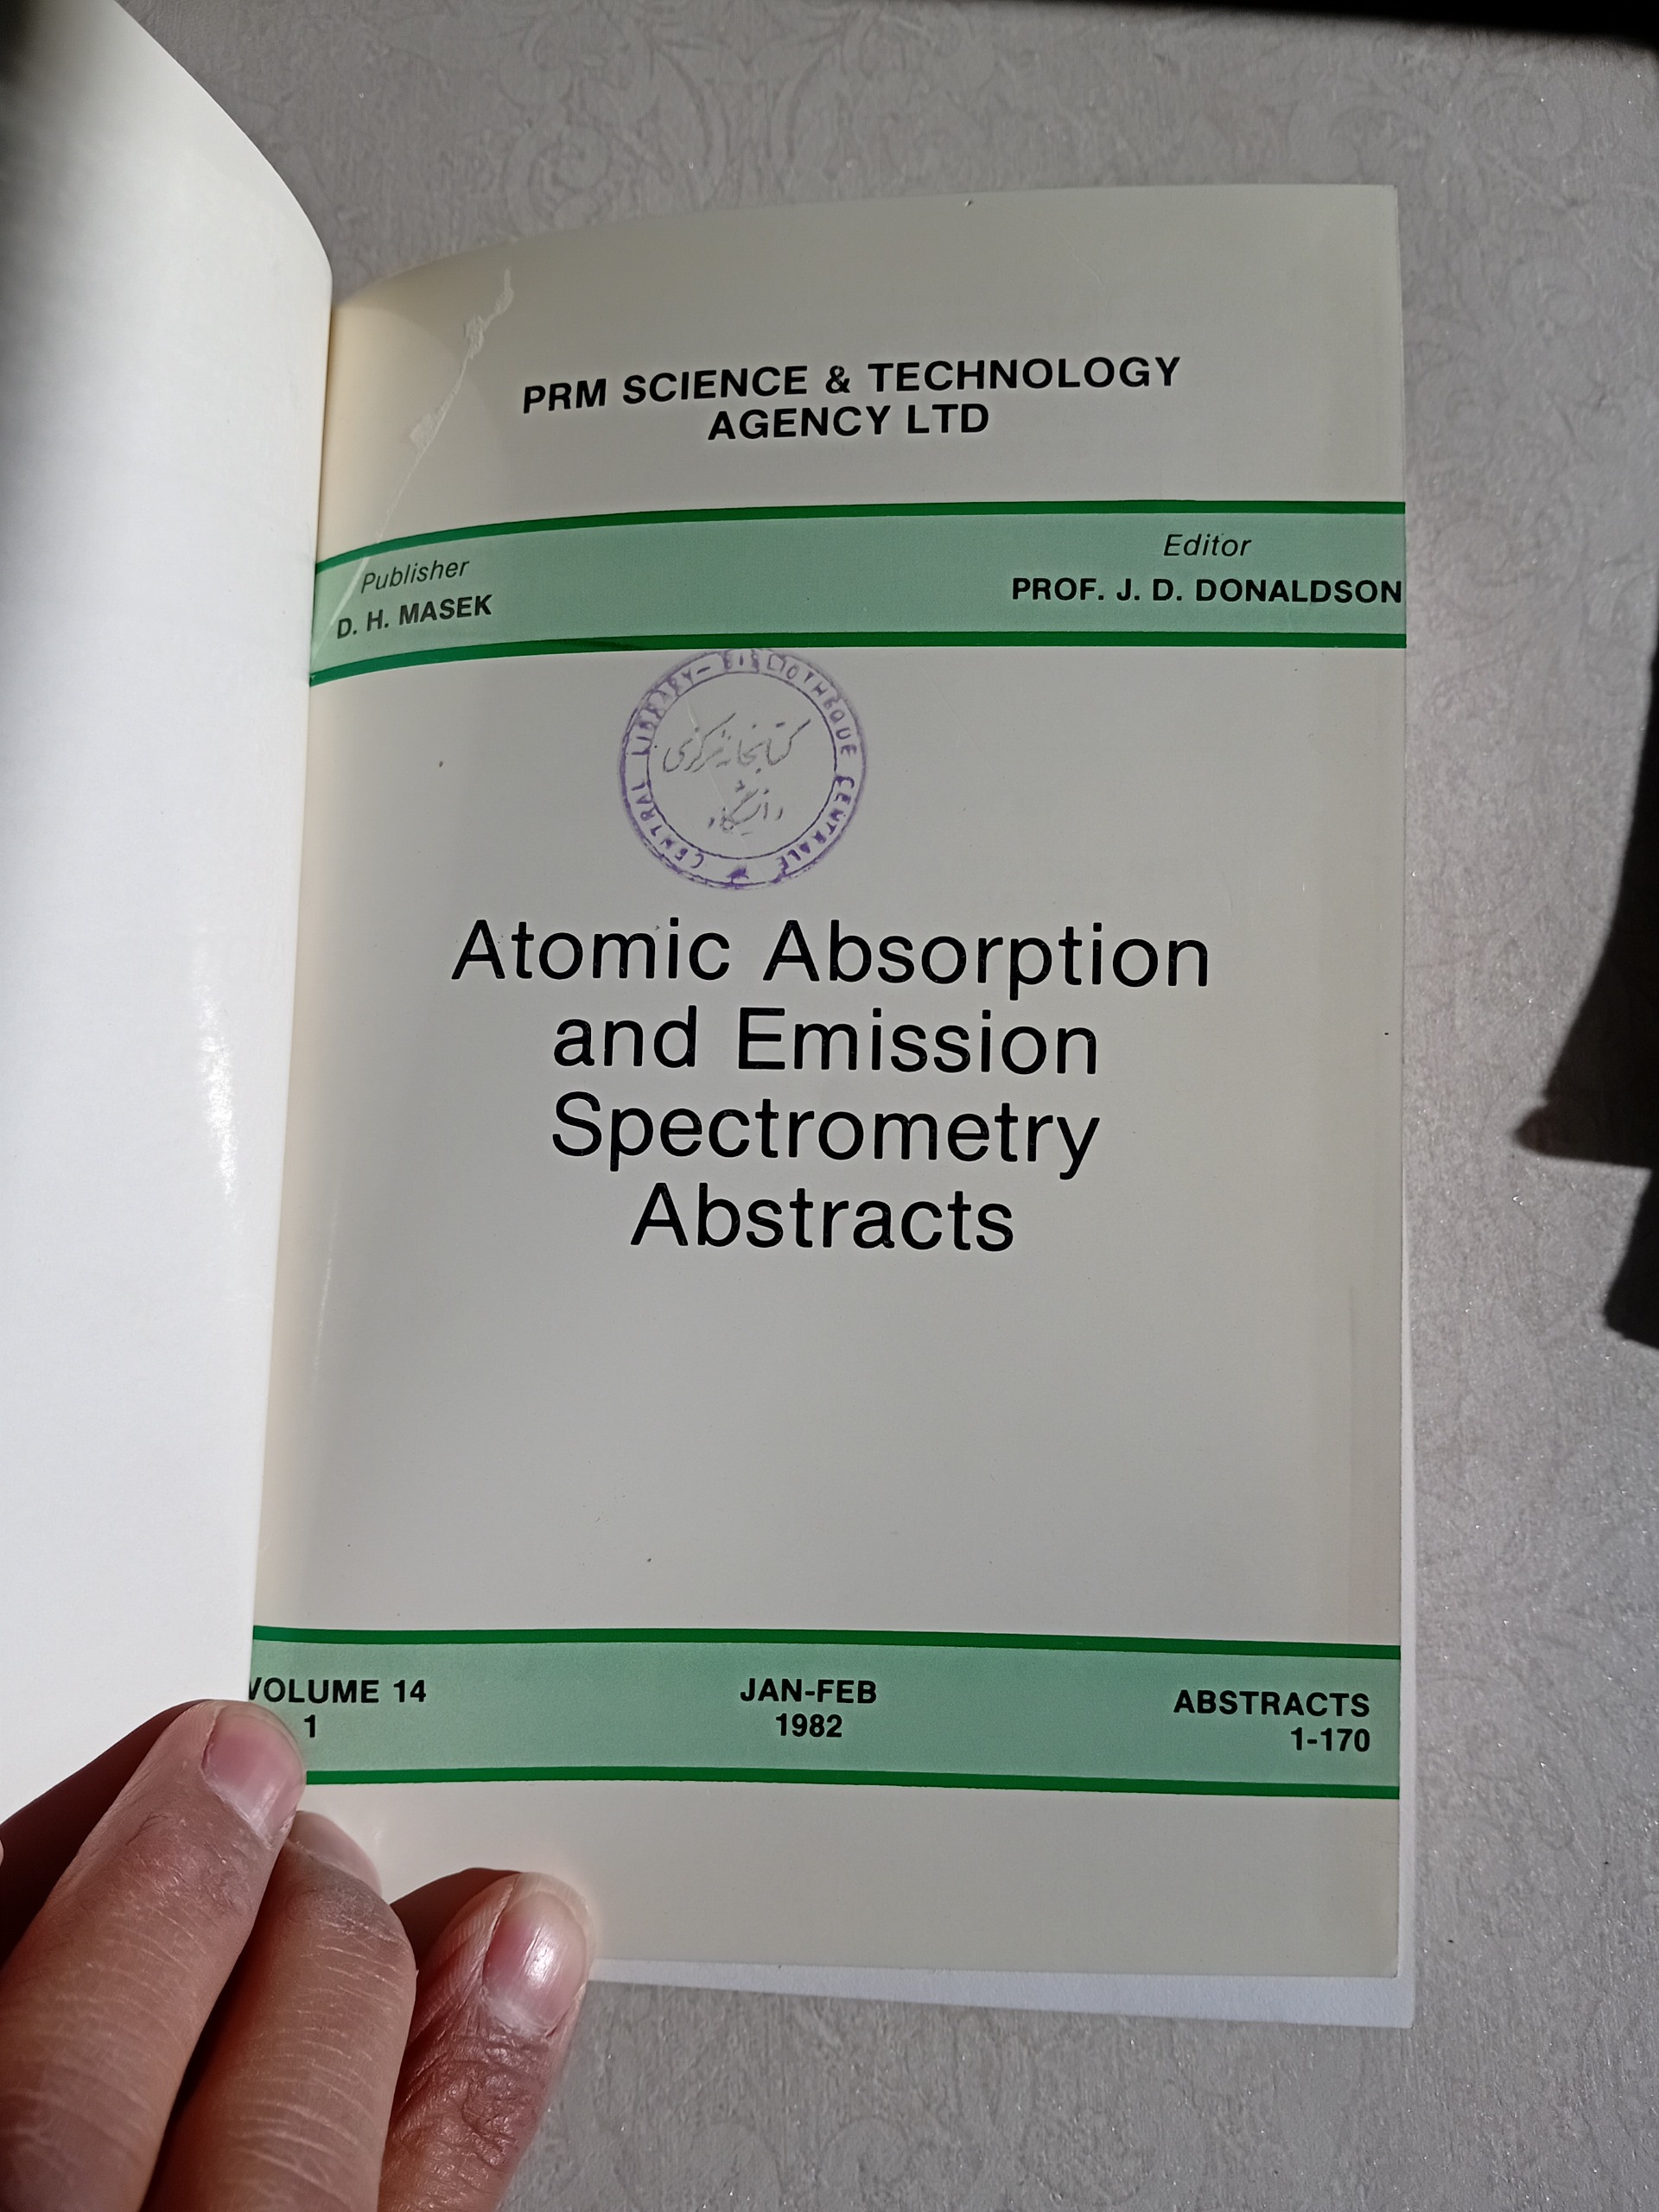 PRM SCIENCE & TECHNOLOGY
AGENCY LTD
Publisher
D. H. MASEK
Editor
PROF. J. D. DONALDSON
CENTRAL LIBRARY - BIBLIOTHEQUE CENTRALE
کتابخانه مرکزی
دانشگاه
Atomic Absorption
and Emission
Spectrometry
Abstracts
VOLUME 14
1
JAN-FEB
1982
ABSTRACTS
1-170